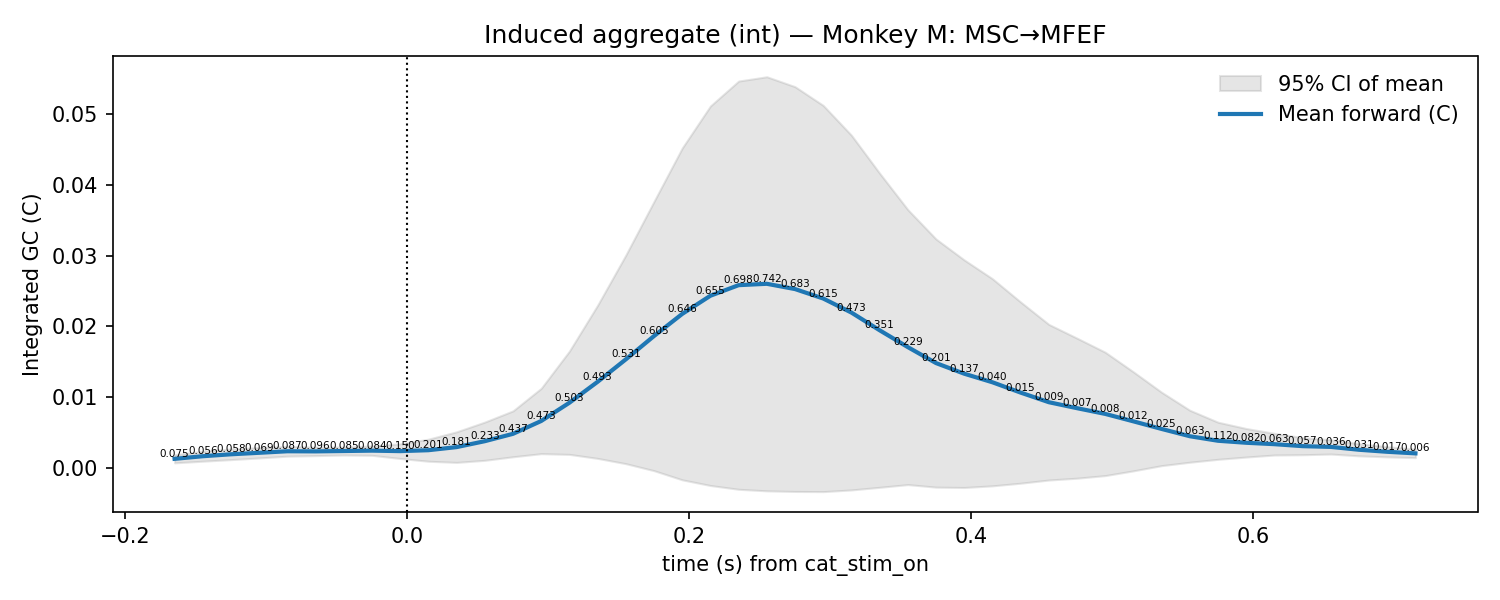 Induced aggregate (int) — Monkey M: MSC→MFEF
95% CI of mean
Mean forward (C)
Integrated GC (C)
0.05
0.04
0.03
0.02
0.01
0.00
0.075 0.056 0.058 0.069 0.087 0.096 0.085 0.084 0.150 0.201 0.181 0.233 0.437 0.473 0.503 0.493 0.531 0.605 0.646 0.655 0.698 0.742 0.683 0.615 0.473 0.351 0.229 0.201 0.137 0.040 0.015 0.009 0.007 0.008 0.012 0.025 0.063 0.112 0.082 0.063 0.057 0.036 0.031 0.017 0.006
−0.2 0.0 0.2 0.4 0.6
time (s) from cat_stim_on